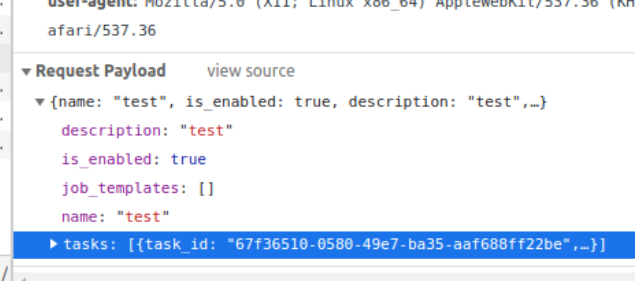 user-agent: Mozilla/5.0 (X11; Linux x86_64) AppleWebKit/537.36 (KH
afari/537.36
▼ Request Payload view source
▼ {name: "test", is_enabled: true, description: "test",…}
description: "test"
is_enabled: true
job_templates: []
name: "test"
▶ tasks: [{task_id: "67f36510-0580-49e7-ba35-aaf688ff22be",…}]